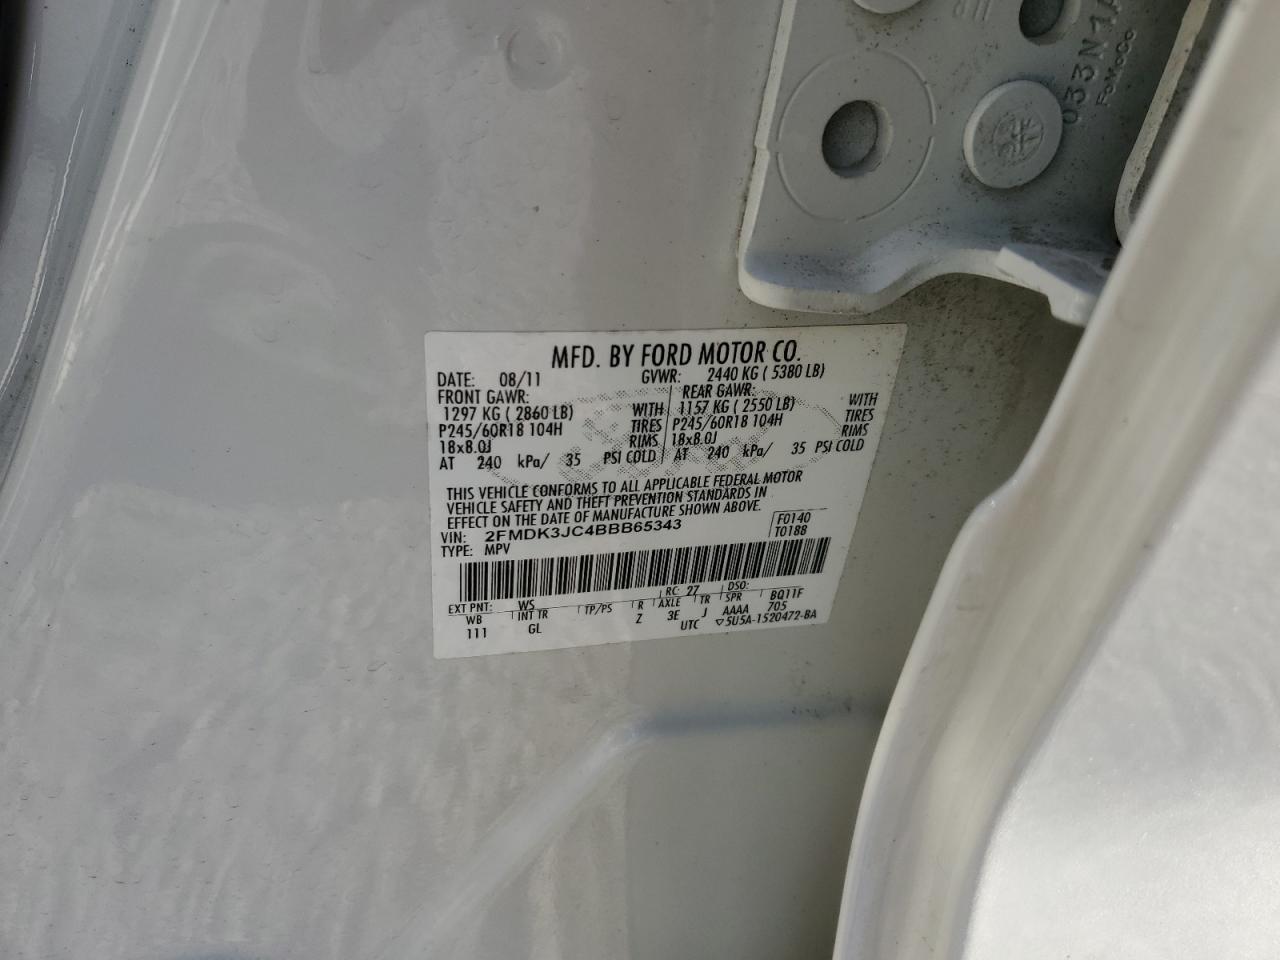 033N1A
FoMoCo
MFD. BY FORD MOTOR CO.
DATE: 08/11 GVWR: 2440 KG ( 5380 LB)
FRONT GAWR: REAR GAWR:
1297 KG ( 2860 LB) WITH 1157 KG ( 2550 LB) WITH
P245/60R18 104H TIRES P245/60R18 104H TIRES
18x8.0J RIMS 18x8.0J RIMS
AT 240 kPa/ 35 PSI COLD AT 240 kPa/ 35 PSI COLD
THIS VEHICLE CONFORMS TO ALL APPLICABLE FEDERAL MOTOR
VEHICLE SAFETY AND THEFT PREVENTION STANDARDS IN
EFFECT ON THE DATE OF MANUFACTURE SHOWN ABOVE.
VIN: 2FMDK3JC4BBB65343 F0140
TYPE: MPV T0188
EXT PNT: WS RC: 27 DSO:
WB INT TR TP/PS R AXLE TR SPR BQ11F
111 GL Z 3E J AAAA 705
UTC ▽5U5A-1520472-BA